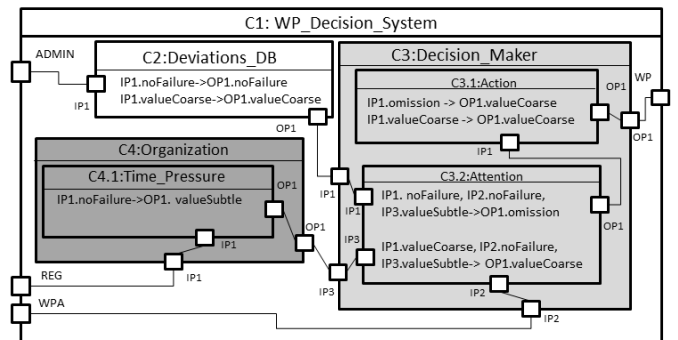 C1: WP_Decision_System
ADMIN
IP1
C2:Deviations_DB
IP1.noFailure->OP1.noFailure
IP1.valueCoarse->OP1.valueCoarse
OP1
C3:Decision_Maker
C3.1:Action
IP1.omission -> OP1.valueCoarse
IP1.valueCoarse -> OP1.valueCoarse
OP1
WP
OP1
IP1
C4:Organization
C4.1:Time_Pressure
IP1.noFailure->OP1. valueSubtle
OP1
IP1
OP1
IP1
IP1
IP3
C3.2:Attention
IP1. noFailure, IP2.noFailure,
IP3.valueSubtle->OP1.omission
IP1.valueCoarse, IP2.noFailure,
IP3.valueSubtle-> OP1.valueCoarse
IP1
IP3
OP1
IP2
IP2
REG
WPA